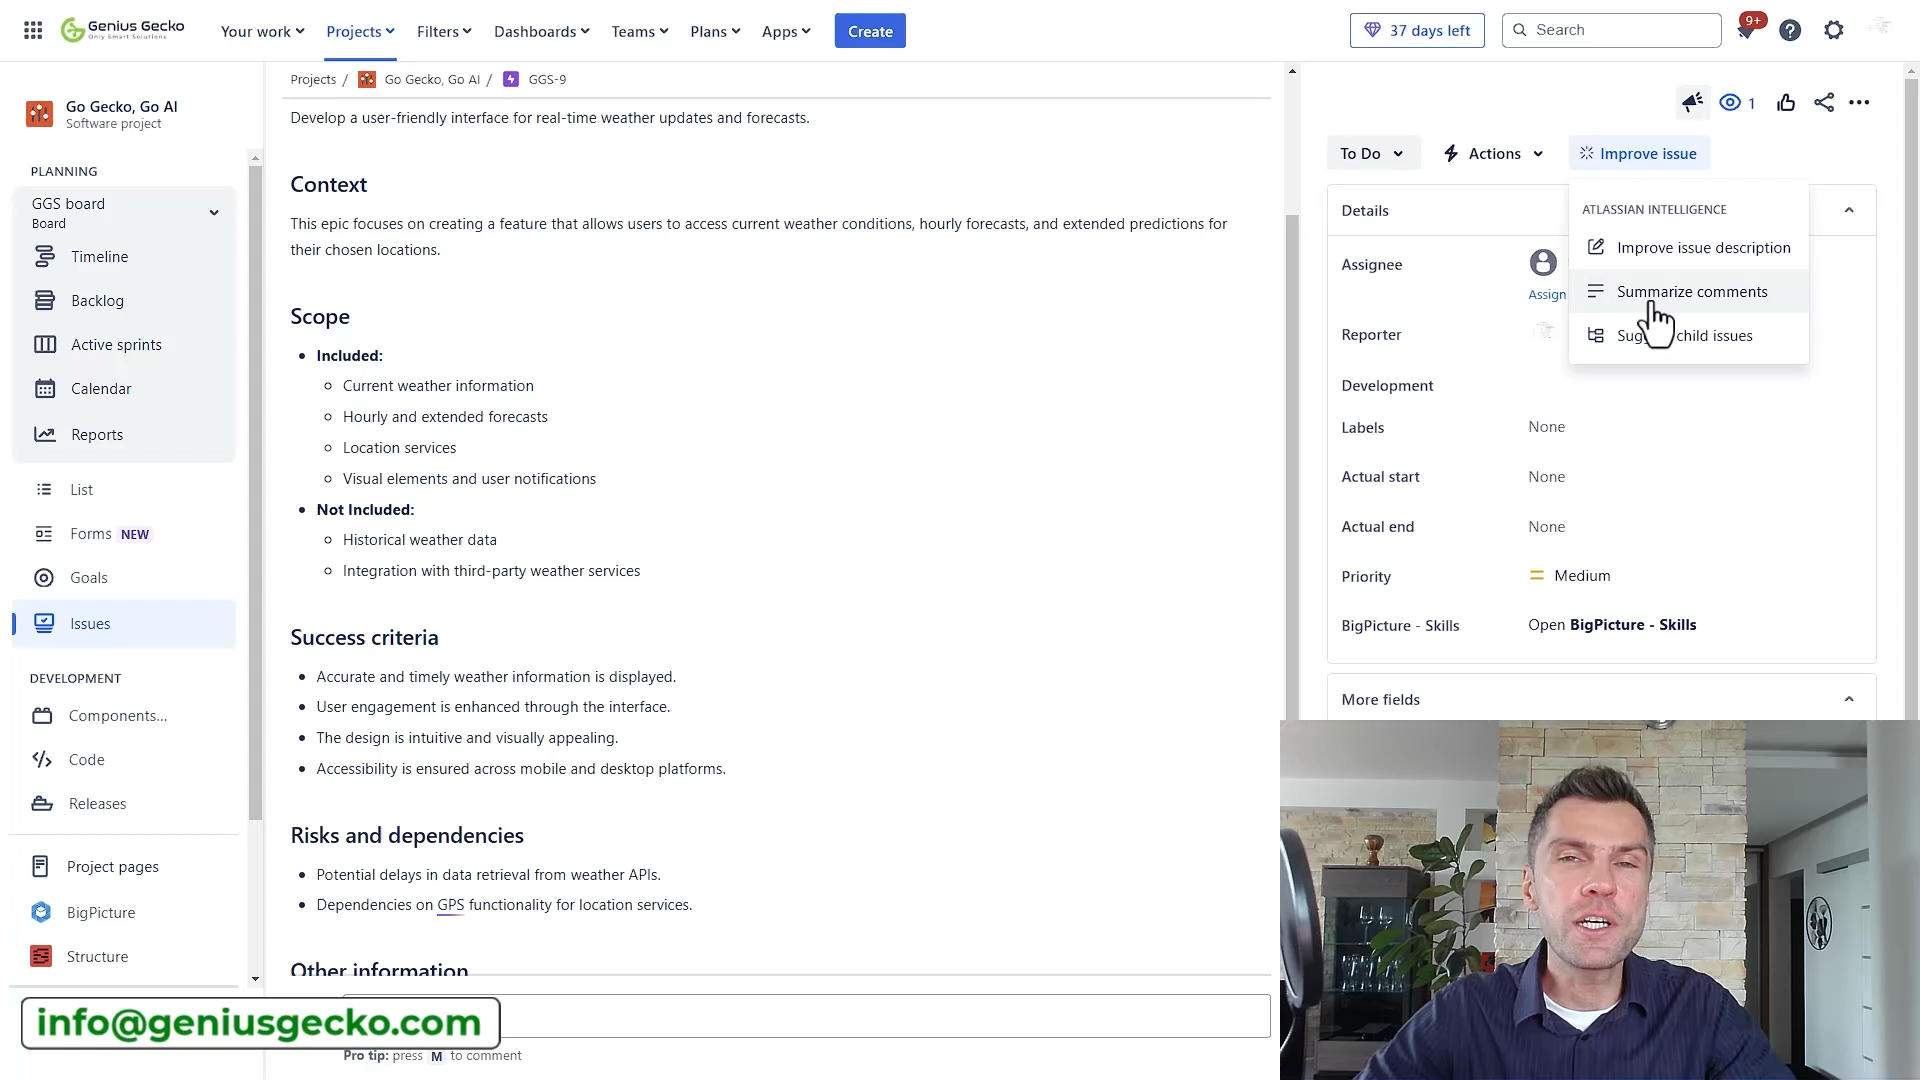 Genius Gecko
Only Smart Solutions
Your work
Projects
Filters
Dashboards
Teams
Plans
Apps
Create
37 days left
Search
9+
Go Gecko, Go AI
Software project
PLANNING
GGS board
Board
Timeline
Backlog
Active sprints
Calendar
Reports
List
Forms NEW
Goals
Issues
DEVELOPMENT
Components...
Code
Releases
Project pages
BigPicture
Structure
Projects / Go Gecko, Go AI / GGS-9
Develop a user-friendly interface for real-time weather updates and forecasts.
Context
This epic focuses on creating a feature that allows users to access current weather conditions, hourly forecasts, and extended predictions for
their chosen locations.
Scope
Included:
Current weather information
Hourly and extended forecasts
Location services
Visual elements and user notifications
Not Included:
Historical weather data
Integration with third-party weather services
Success criteria
Accurate and timely weather information is displayed.
User engagement is enhanced through the interface.
The design is intuitive and visually appealing.
Accessibility is ensured across mobile and desktop platforms.
Risks and dependencies
Potential delays in data retrieval from weather APIs.
Dependencies on GPS functionality for location services.
Other information
info@geniusgecko.com
Pro tip: press M to comment
1
To Do
Actions
Improve issue
ATLASSIAN INTELLIGENCE
Improve issue description
Summarize comments
child issues
Details
Assignee
Assign
Reporter
Development
Labels
None
Actual start
None
Actual end
None
Priority
Medium
BigPicture - Skills
Open BigPicture - Skills
More fields